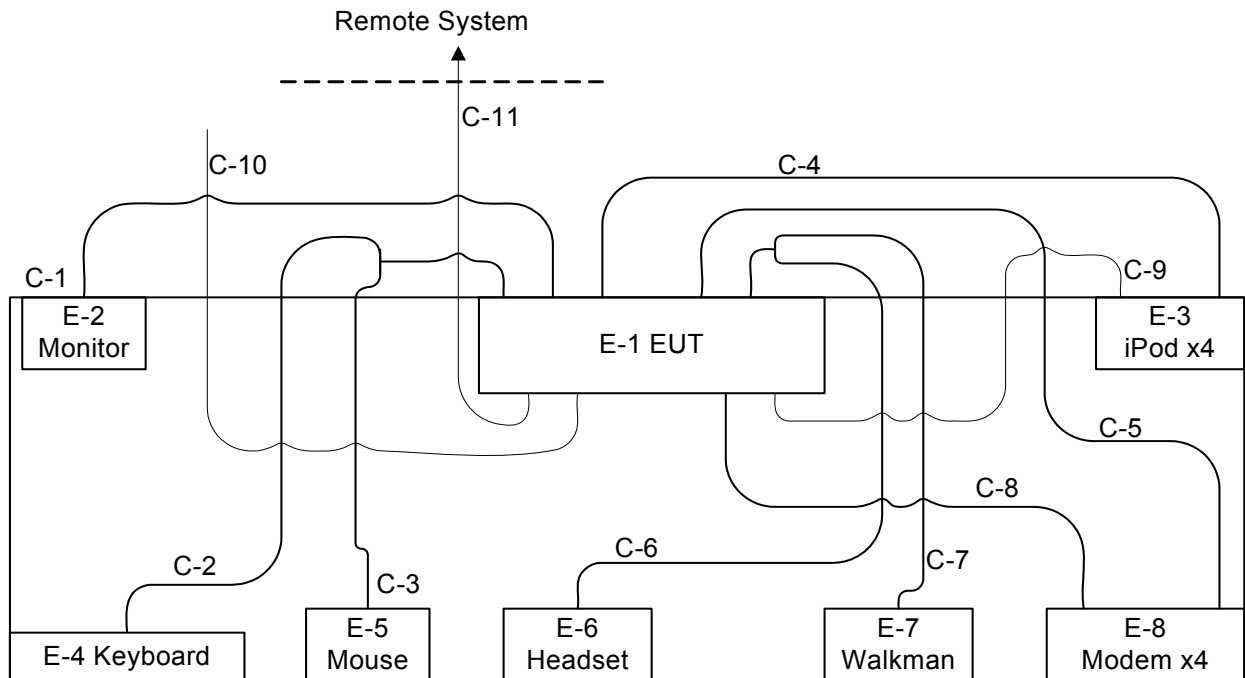 Remote System
C-11
C-10
C-4
C-1
C-9
E-2
Monitor
E-1 EUT
E-3
iPod x4
C-5
C-8
C-6
C-7
C-2
C-3
E-4 Keyboard
E-5
Mouse
E-6
Headset
E-7
Walkman
E-8
Modem x4